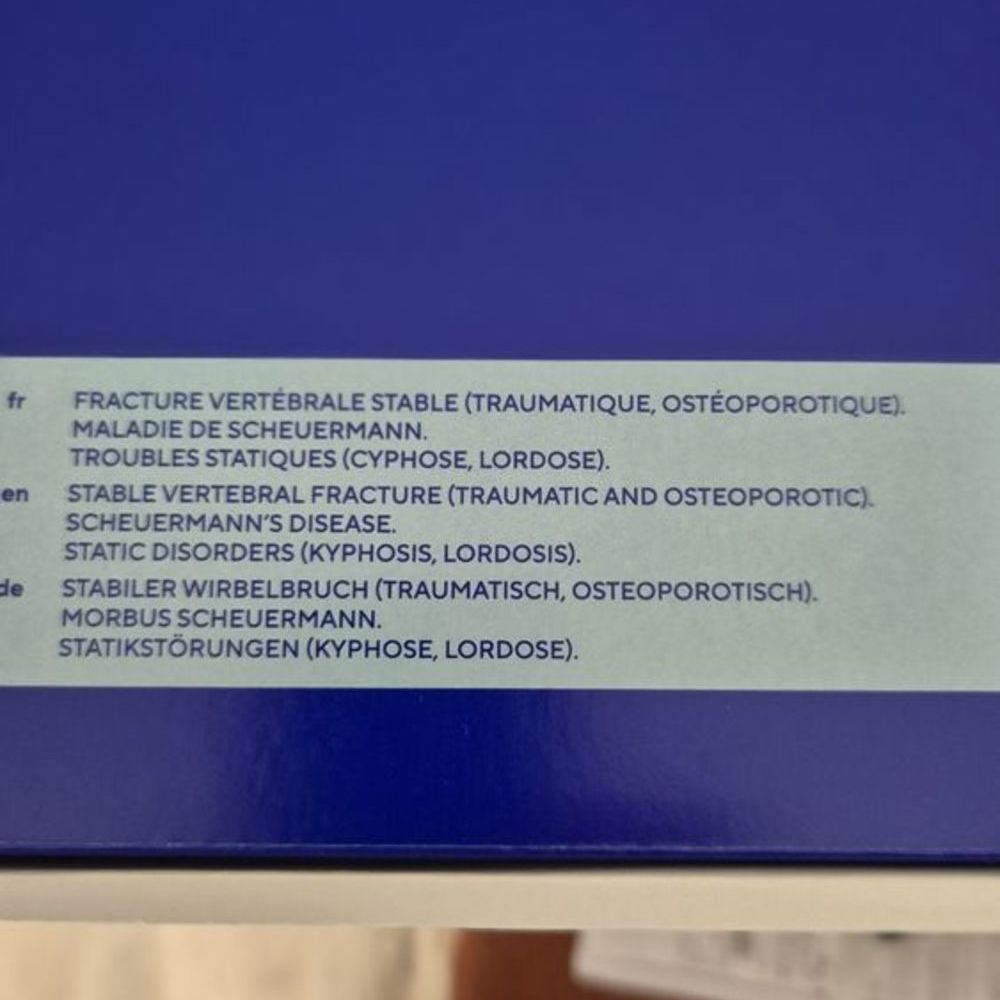 fr FRACTURE VERTÉBRALE STABLE (TRAUMATIQUE, OSTÉOPOROTIQUE).
MALADIE DE SCHEUERMANN.
TROUBLES STATIQUES (CYPHOSE, LORDOSE).
en STABLE VERTEBRAL FRACTURE (TRAUMATIC AND OSTEOPOROTIC).
SCHEUERMANN'S DISEASE.
STATIC DISORDERS (KYPHOSIS, LORDOSIS).
de STABILER WIRBELBRUCH (TRAUMATISCH, OSTEOPOROTISCH).
MORBUS SCHEUERMANN.
STATIKSTÖRUNGEN (KYPHOSE, LORDOSE).